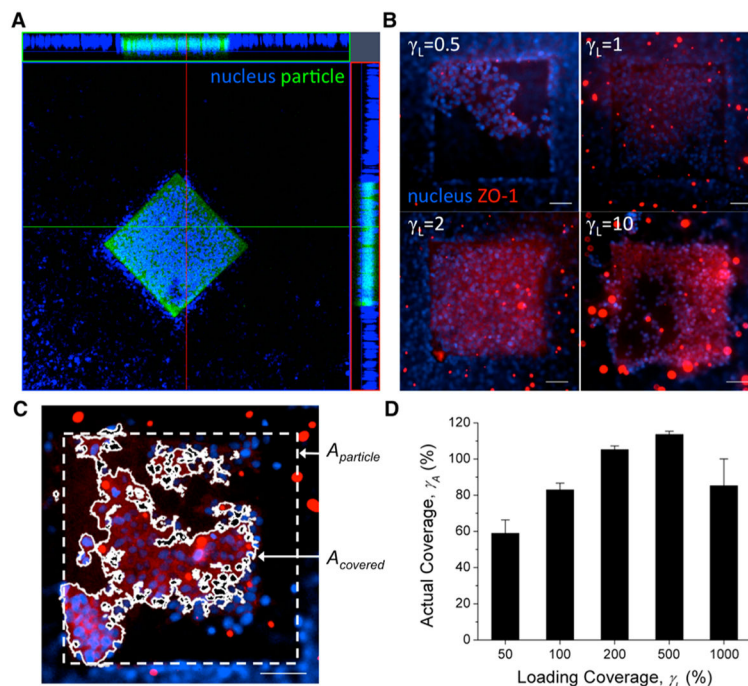 A
nucleus particle
B
γL=0.5
γL=1
nucleus ZO-1
γL=2
γL=10
C
Aparticle
Acovered
D
Actual Coverage, γA (%)
120
100
80
60
40
20
0
50 100 200 500 1000
Loading Coverage, γL (%)